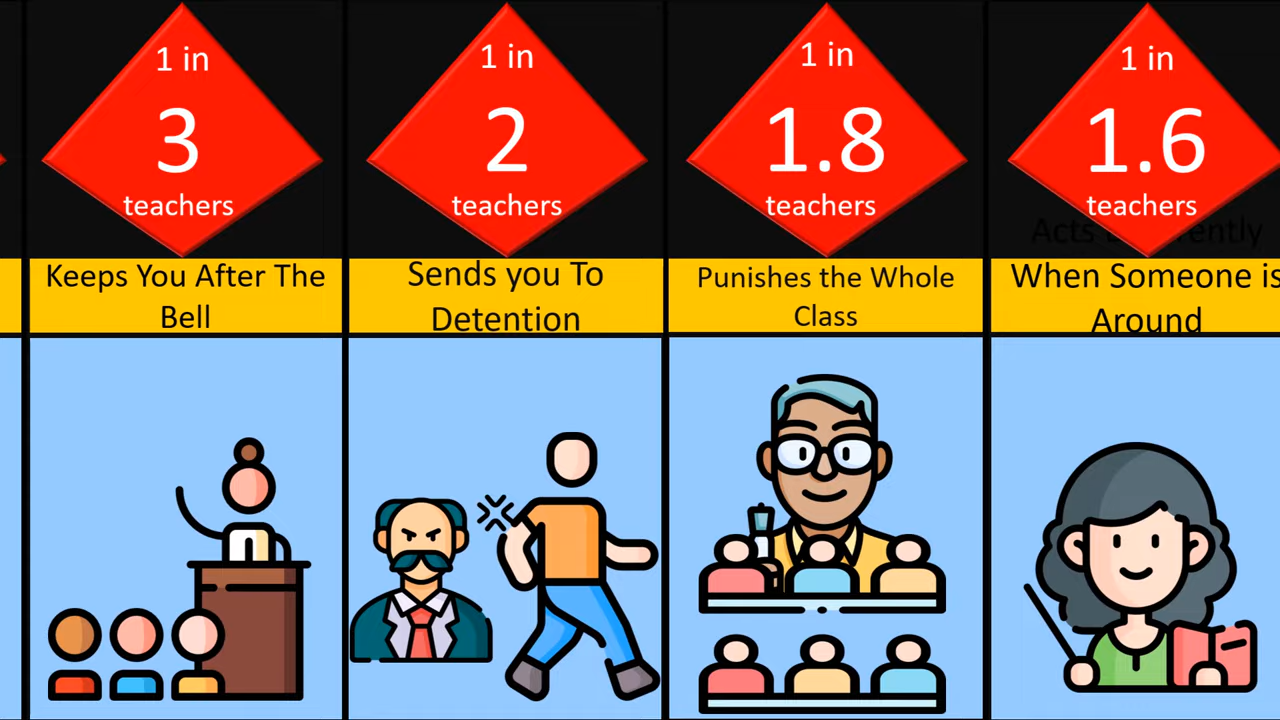 1 in
3
teachers
Keeps You After The
Bell
1 in
2
teachers
Sends you To
Detention
1 in
1.8
teachers
Punishes the Whole
Class
1 in
1.6
teachers
Acts
When Someone is
Around